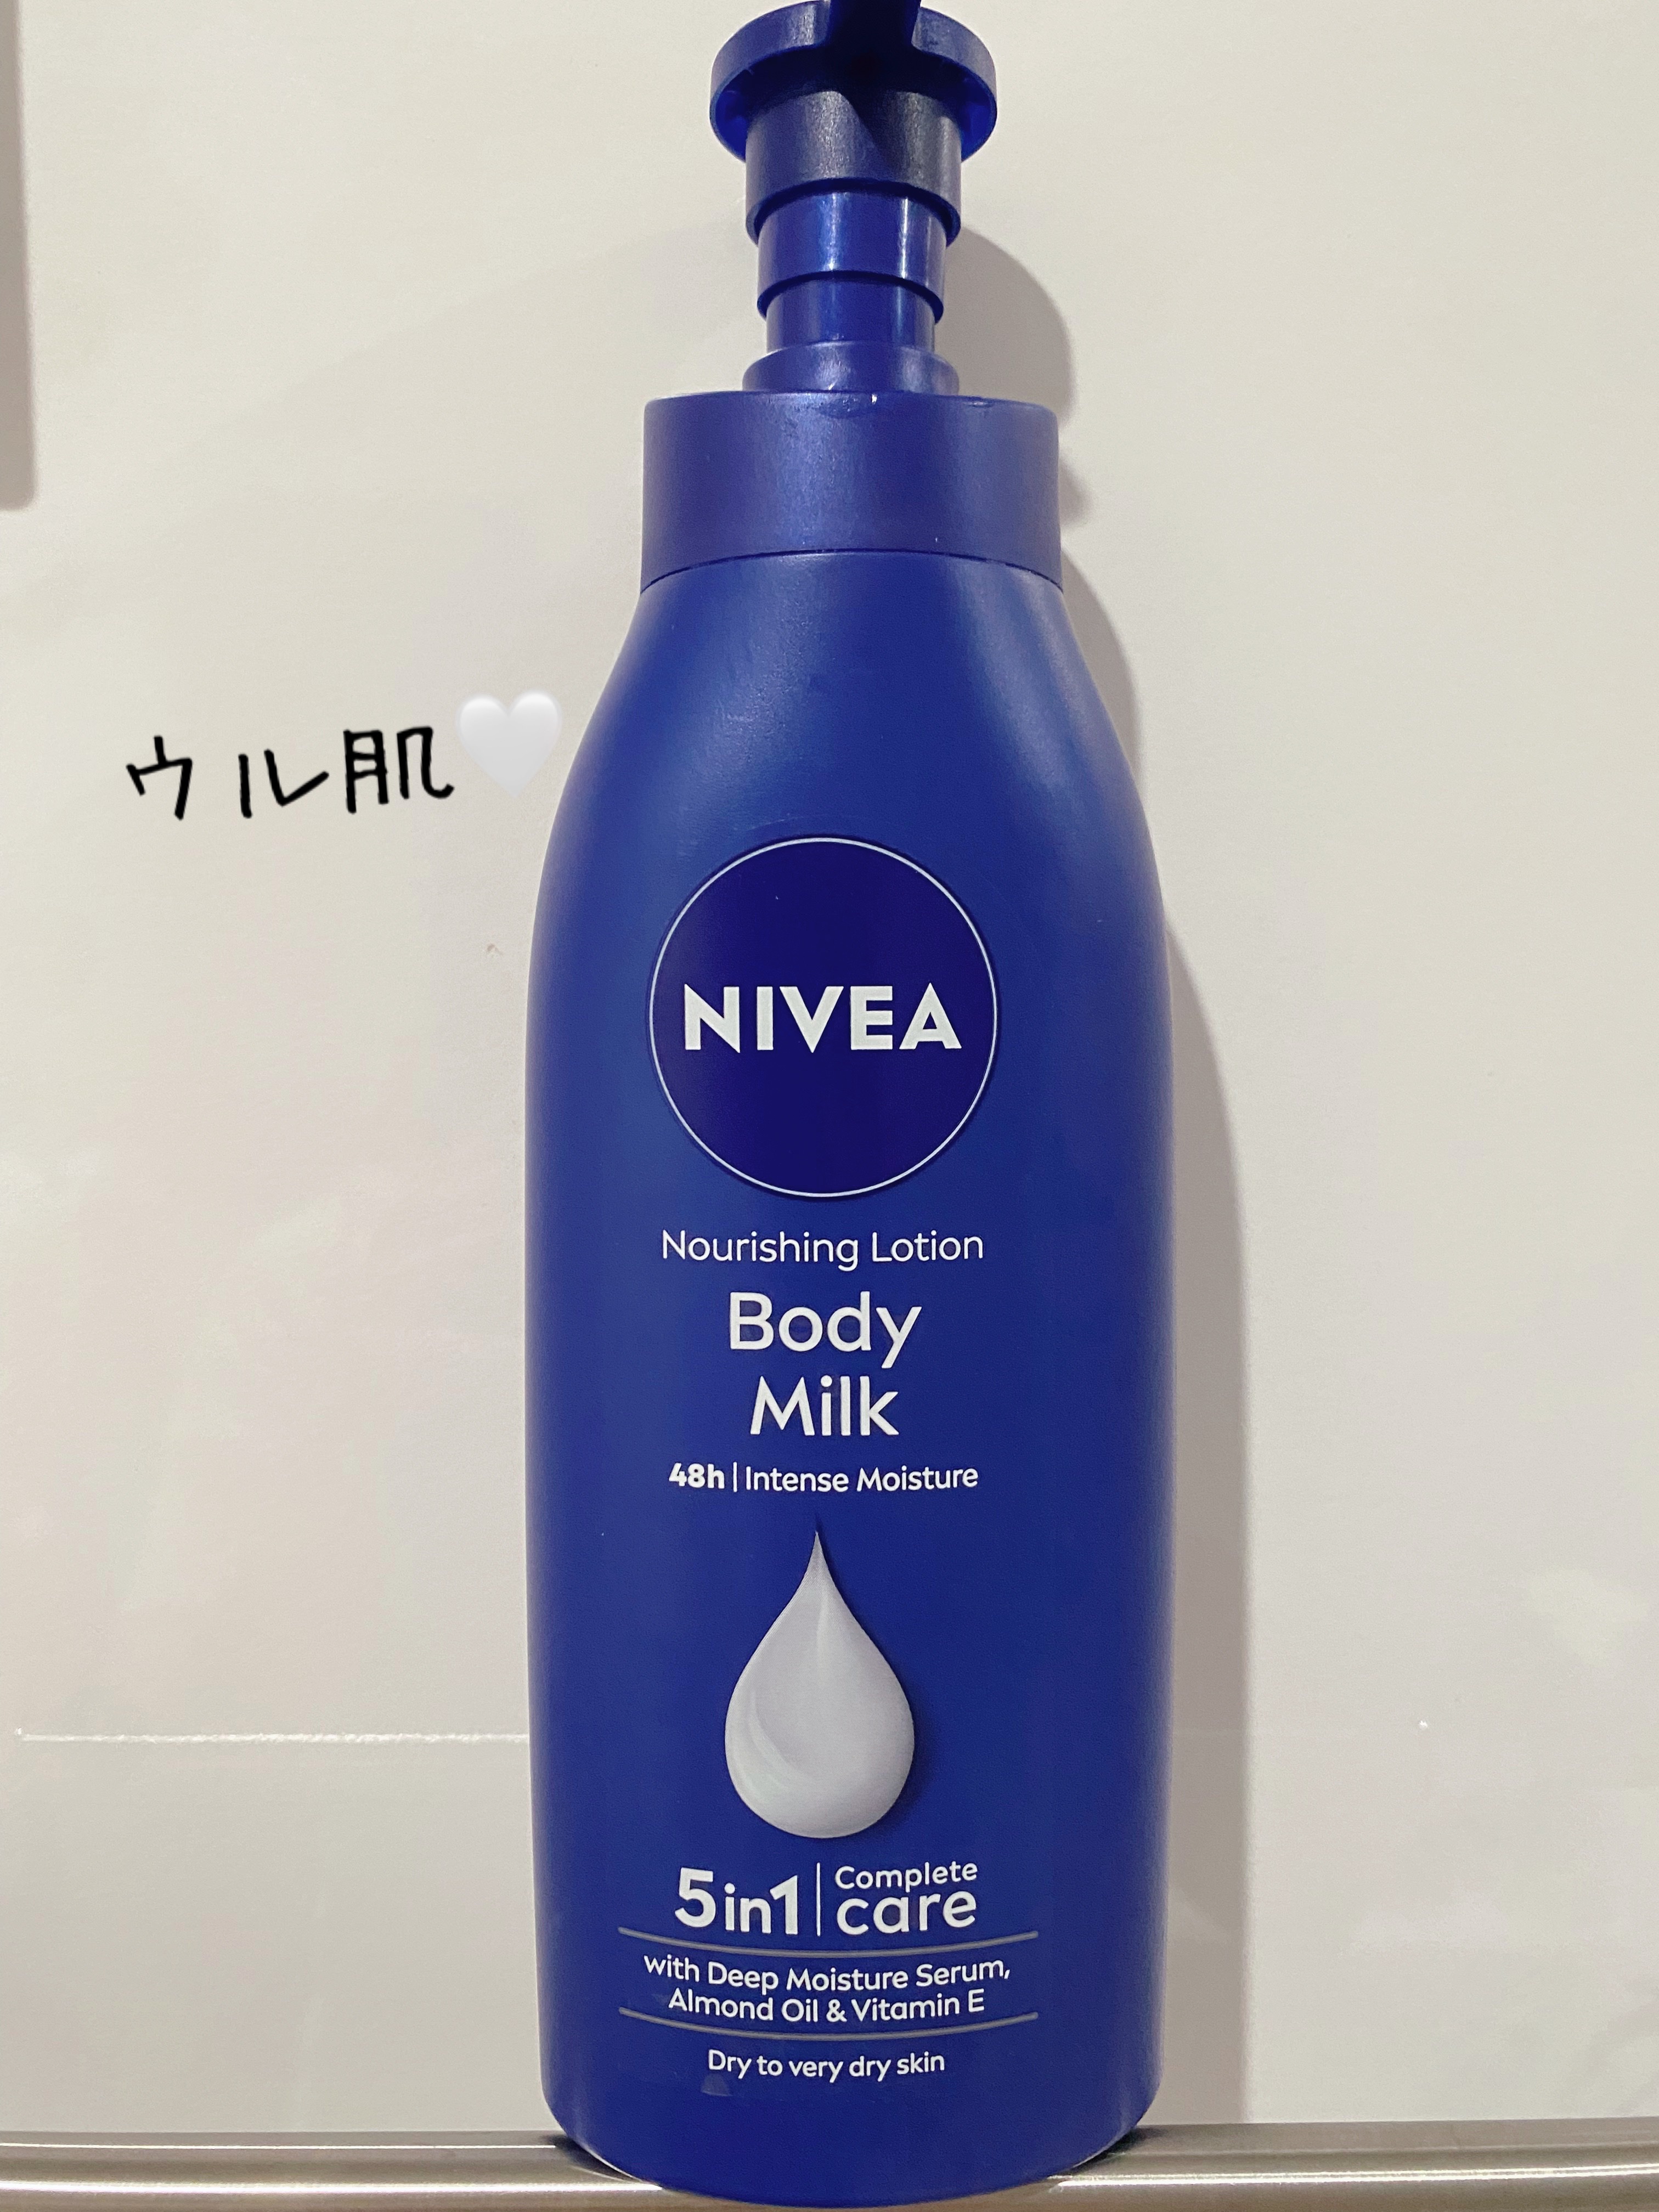 ウル肌🤍
NIVEA
Nourishing Lotion
Body
Milk
48h | Intense Moisture
5in1 | Complete care
with Deep Moisture Serum,
Almond Oil & Vitamin E
Dry to very dry skin